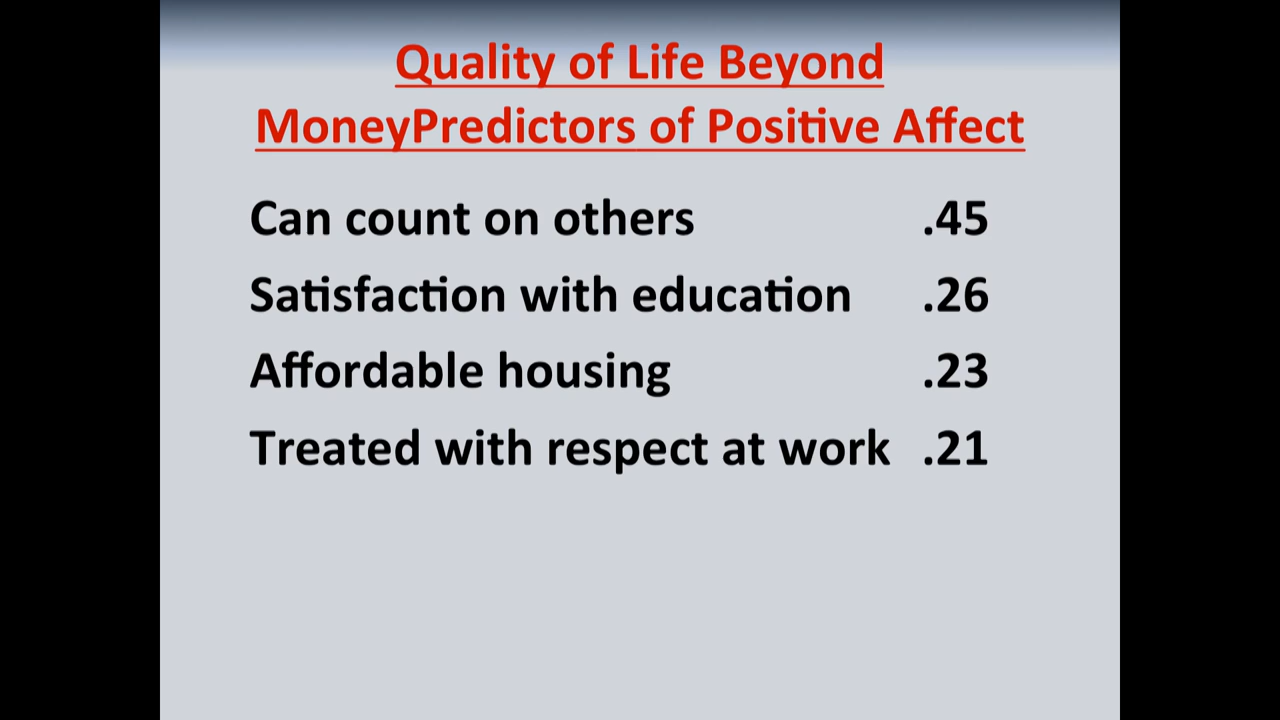 Quality of Life Beyond
MoneyPredictors of Positive Affect
Can count on others .45
Satisfaction with education .26
Affordable housing .23
Treated with respect at work .21